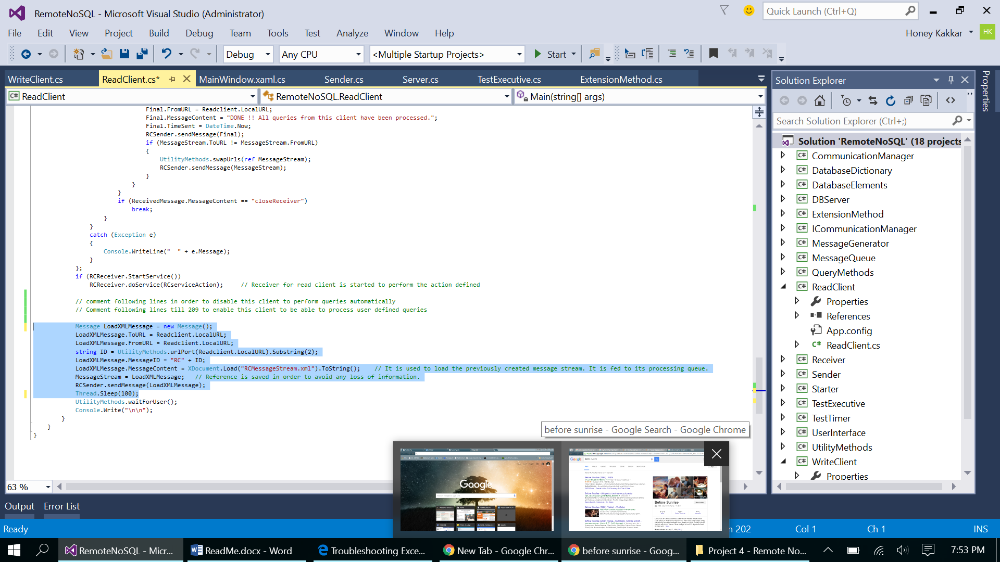 RemoteNoSQL - Microsoft Visual Studio (Administrator)
Quick Launch (Ctrl+Q)
File Edit View Project Build Debug Team Tools Test Analyze Window Help
Honey Kakkar
HK
Debug Any CPU <Multiple Startup Projects> Start
WriteClient.cs ReadClient.cs* MainWindow.xaml.cs Sender.cs Server.cs TestExecutive.cs ExtensionMethod.cs
ReadClient RemoteNoSQL.ReadClient Main(string[] args)
Final.FromURL = Readclient.LocalURL;
Final.MessageContent = "DONE !! All queries from this client have been processed.";
Final.TimeSent = DateTime.Now;
RCSender.sendMessage(Final);
if (MessageStream.ToURL != MessageStream.FromURL)
{
UtilityMethods.swapUrls(ref MessageStream);
RCSender.sendMessage(MessageStream);
}
}
}
if (ReceivedMessage.MessageContent == "closeReceiver")
break;
}
}
catch (Exception e)
{
Console.WriteLine("  " + e.Message);
}
};
if (RCReceiver.StartService())
RCReceiver.doService(RCserviceAction);     // Receiver for read client is started to perform the action defined
// comment following lines in order to disable this client to perform queries automatically
// Comment following lines till 209 to enable this client to be able to process user defined queries
Message LoadXMLMessage = new Message();
LoadXMLMessage.ToURL = Readclient.LocalURL;
LoadXMLMessage.FromURL = Readclient.LocalURL;
string ID = UtilityMethods.urlPort(Readclient.LocalURL).Substring(2);
LoadXMLMessage.MessageID = "RC" + ID;
LoadXMLMessage.MessageContent = XDocument.Load("RCMessageStream.xml").ToString();    // It is used to load the previously created message stream. It is fed to its processing queue.
MessageStream = LoadXMLMessage;   // Reference is saved in order to avoid any loss of information.
RCSender.sendMessage(LoadXMLMessage);
Thread.Sleep(100);
UtilityMethods.waitForUser();
Console.Write("\n\n");
}
}
}
63 %
Solution Explorer
Search Solution Explorer (Ctrl+;)
Solution 'RemoteNoSQL' (18 projects
C# CommunicationManager
C# DatabaseDictionary
C# DatabaseElements
C# DBServer
C# ExtensionMethod
C# ICommunicationManager
C# MessageGenerator
C# MessageQueue
C# QueryMethods
C# ReadClient
Properties
References
App.config
C# ReadClient.cs
C# Receiver
C# Sender
C# Starter
C# TestExecutive
C# TestTimer
C# UserInterface
C# UtilityMethods
C# WriteClient
Properties
Properties
before sunrise - Google Search - Google Chrome
Google
Google
Before Sunrise
Output Error List
Ready
202 Col 1 Ch 1 INS
RemoteNoSQL - Micr... ReadMe.docx - Word Troubleshooting Exce... New Tab - Google Chr... before sunrise - Goog... Project 4 - Remote No... 7:53 PM